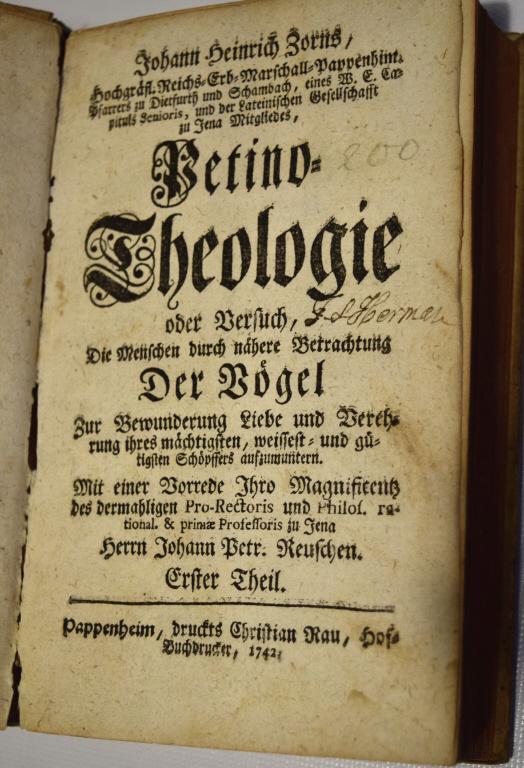 Johann Heinrich Zorns,
Hochgräfl. Reichs-Erb-Marschall-Pappenhim.
Pfarrers zu Dietfurth und Schambach, eines W. E. Ca-
pituls Senioris, und der Lateinischen Gesellschafft
zu Jena Mitgliedes,
Petino-
200
Theologie
oder Versuch,
Herman
Die Menschen durch nähere Betrachtung
Der Vögel
Zur Bewunderung Liebe und Vereh-
rung ihres mächtigsten, weissest- und gü-
tigsten Schöpffers aufzumuntern.
Mit einer Vorrede Ihro Magnificentz
des dermahligen Pro-Rectoris und Philos. ra-
tional. & primæ Professoris zu Jena
Herrn Johann Petr. Reuschen.
Erster Theil.
Pappenheim, druckts Christian Rau, Hof-
Buchdrucker, 1742.